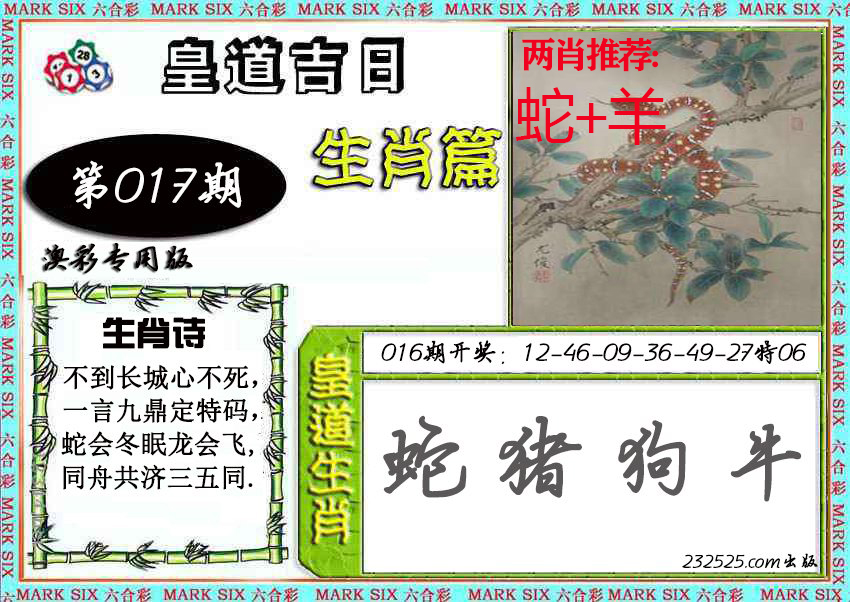 MARK SIX 六合彩 MARK SIX 六合彩 MARK SIX 六合彩 MARK SIX 六合彩 MARK SIX 六合彩 MARK SIX 六合彩
皇道吉日
两肖推荐:
蛇+羊
生肖篇
第017期
澳彩专用版
生肖诗
不到长城心不死，
一言九鼎定特码，
蛇会冬眠龙会飞，
同舟共济三五同.
016期开奖：12-46-09-36-49-27特06
皇道生肖
蛇 猪 狗 牛
232525.com出版
MARK SIX 六合彩 MARK SIX 六合彩 MARK SIX 六合彩 MARK SIX 六合彩 MARK SIX 六合彩 MARK SIX 六合彩